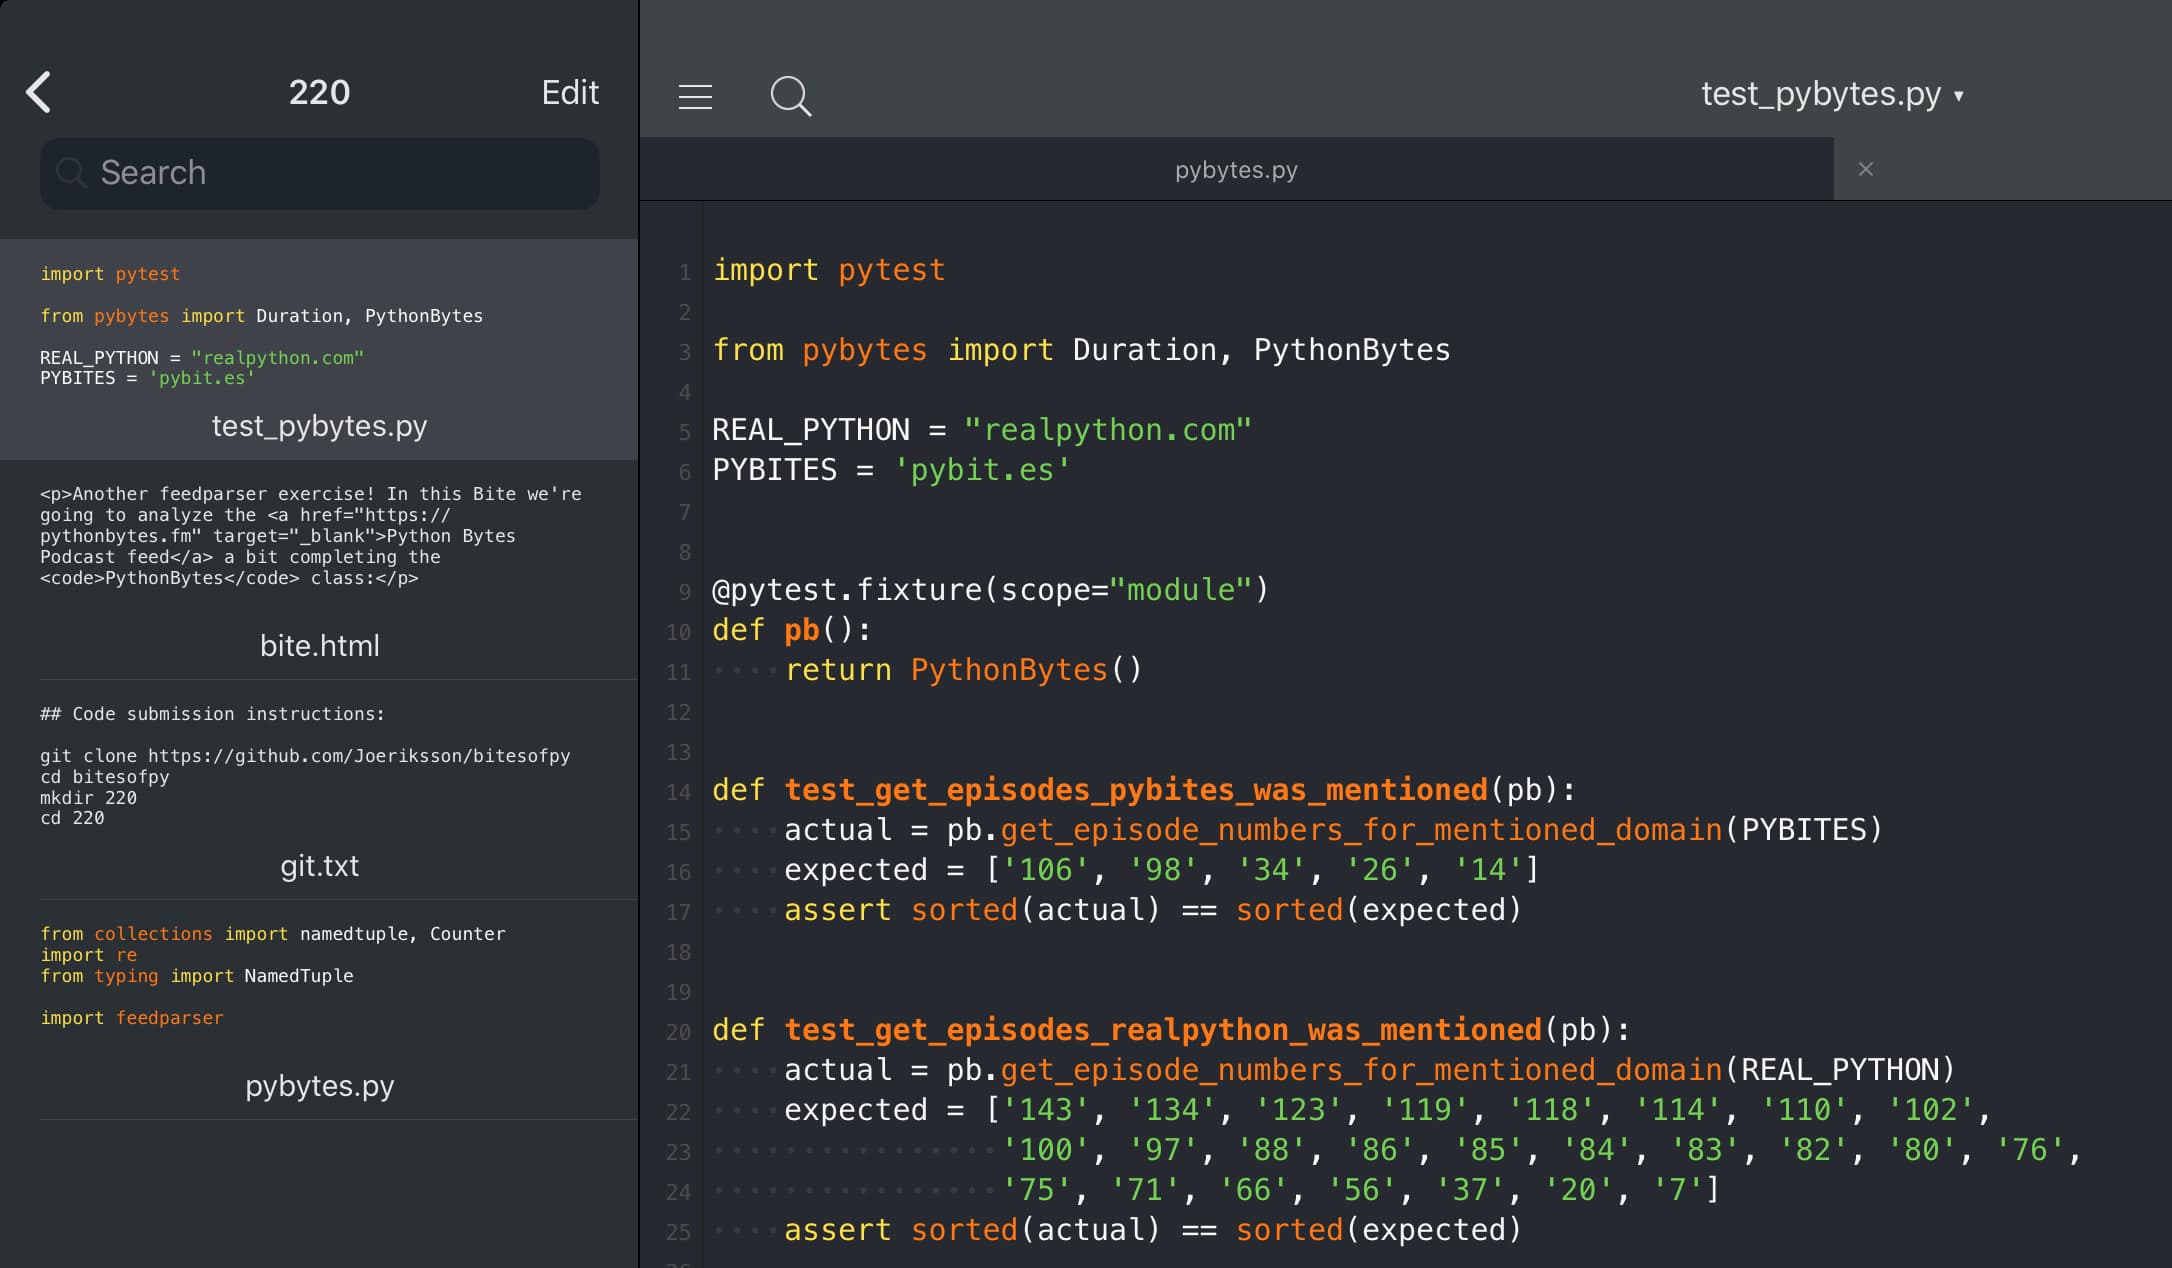 220
Edit
Search
import pytest
from pybytes import Duration, PythonBytes
REAL_PYTHON = "realpython.com"
PYBITES = 'pybit.es'
test_pybytes.py
<p>Another feedparser exercise! In this Bite we're
going to analyze the <a href="https://
pythonbytes.fm" target="_blank">Python Bytes
Podcast feed</a> a bit completing the
<code>PythonBytes</code> class:</p>
bite.html
## Code submission instructions:
git clone https://github.com/Joeriksson/bitesofpy
cd bitesofpy
mkdir 220
cd 220
git.txt
from collections import namedtuple, Counter
import re
from typing import NamedTuple
import feedparser
pybytes.py
test_pybytes.py ▾
pybytes.py
×
1 import pytest
2
3 from pybytes import Duration, PythonBytes
4
5 REAL_PYTHON = "realpython.com"
6 PYBITES = 'pybit.es'
7
8
9 @pytest.fixture(scope="module")
10 def pb():
11 ····return PythonBytes()
12
13
14 def test_get_episodes_pybites_was_mentioned(pb):
15 ····actual = pb.get_episode_numbers_for_mentioned_domain(PYBITES)
16 ····expected = ['106', '98', '34', '26', '14']
17 ····assert sorted(actual) == sorted(expected)
18
19
20 def test_get_episodes_realpython_was_mentioned(pb):
21 ····actual = pb.get_episode_numbers_for_mentioned_domain(REAL_PYTHON)
22 ····expected = ['143', '134', '123', '119', '118', '114', '110', '102',
23 ················'100', '97', '88', '86', '85', '84', '83', '82', '80', '76',
24 ················'75', '71', '66', '56', '37', '20', '7']
25 ····assert sorted(actual) == sorted(expected)